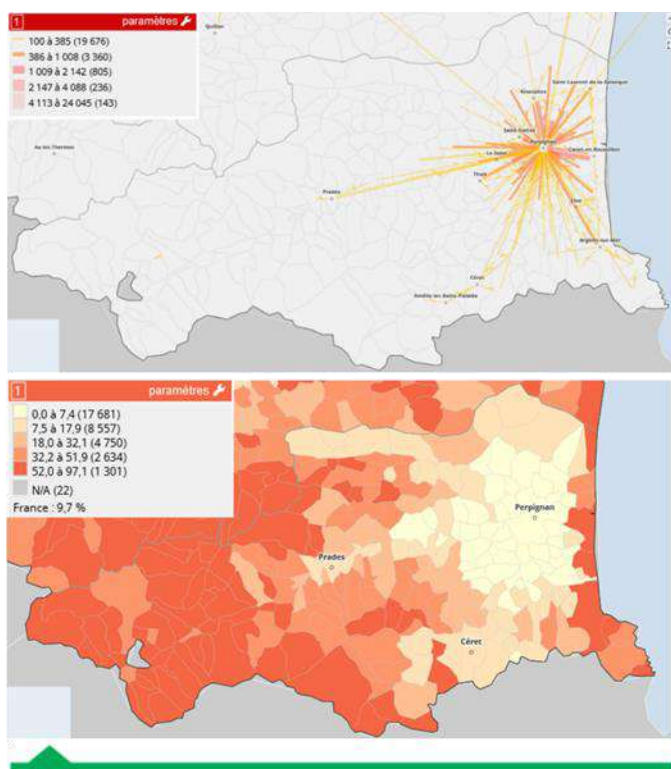 1 paramètres
100 à 385 (19 676)
386 à 1 008 (3 360)
1 009 à 2 142 (805)
2 147 à 4 088 (236)
4 113 à 24 045 (143)
Quillan
Ax-les-Thermes
Saint-Laurent-de-la-Salanque
Rivesaltes
Saint-Estève
Perpignan
Canet-en-Roussillon
Le Soler
Thuir
Prades
Elne
Argelès-sur-Mer
Céret
Amélie-les-Bains-Palalda
1 paramètres
0,0 à 7,4 (17 681)
7,5 à 17,9 (8 557)
18,0 à 32,1 (4 750)
32,2 à 51,9 (2 634)
52,0 à 97,1 (1 301)
N/A (22)
France : 9,7 %
Perpignan
Prades
Céret